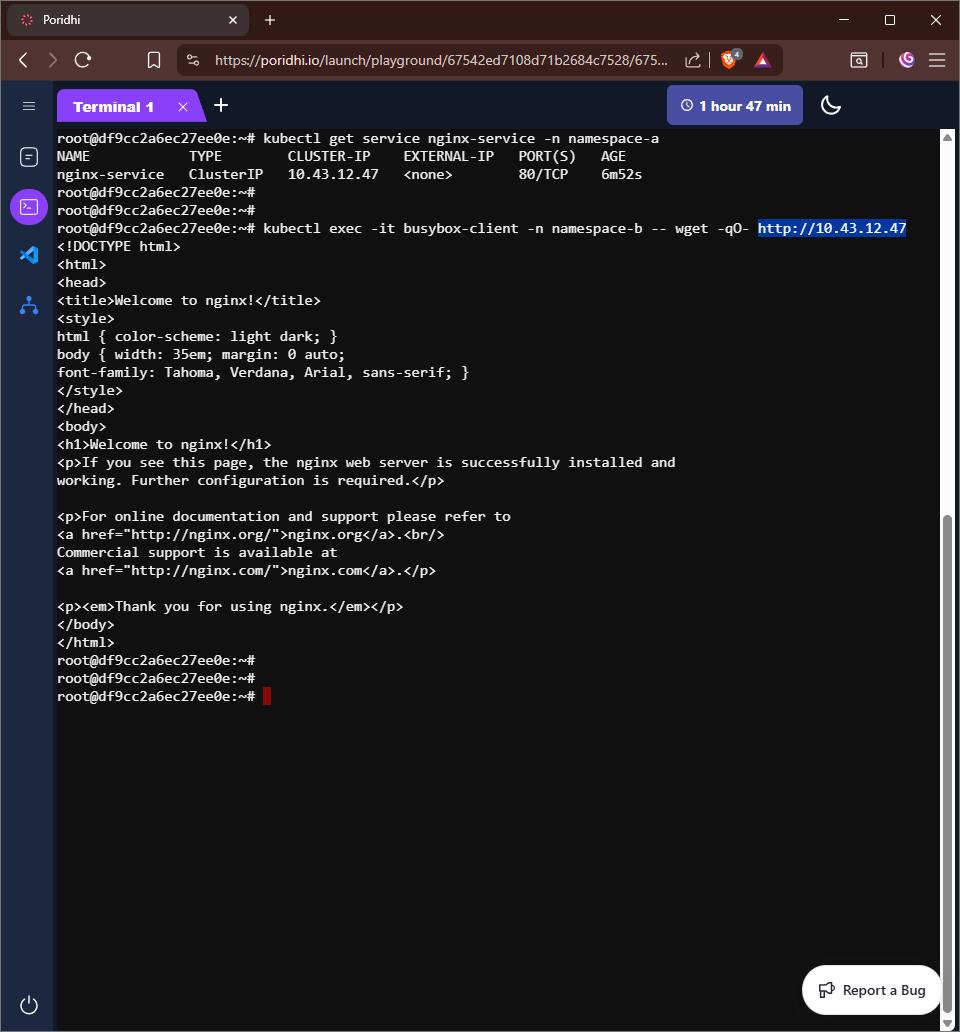 Poridhi
https://poridhi.io/launch/playground/67542ed7108d71b2684c7528/675...
4
Terminal 1
1 hour 47 min
root@df9cc2a6ec27ee0e:~# kubectl get service nginx-service -n namespace-a
NAME TYPE CLUSTER-IP EXTERNAL-IP PORT(S) AGE
nginx-service ClusterIP 10.43.12.47 <none> 80/TCP 6m52s
root@df9cc2a6ec27ee0e:~#
root@df9cc2a6ec27ee0e:~#
root@df9cc2a6ec27ee0e:~# kubectl exec -it busybox-client -n namespace-b -- wget -qO- http://10.43.12.47
<!DOCTYPE html>
<html>
<head>
<title>Welcome to nginx!</title>
<style>
html { color-scheme: light dark; }
body { width: 35em; margin: 0 auto;
font-family: Tahoma, Verdana, Arial, sans-serif; }
</style>
</head>
<body>
<h1>Welcome to nginx!</h1>
<p>If you see this page, the nginx web server is successfully installed and
working. Further configuration is required.</p>
<p>For online documentation and support please refer to
<a href="http://nginx.org/">nginx.org</a>.<br/>
Commercial support is available at
<a href="http://nginx.com/">nginx.com</a>.</p>
<p><em>Thank you for using nginx.</em></p>
</body>
</html>
root@df9cc2a6ec27ee0e:~#
root@df9cc2a6ec27ee0e:~#
root@df9cc2a6ec27ee0e:~#
Report a Bug